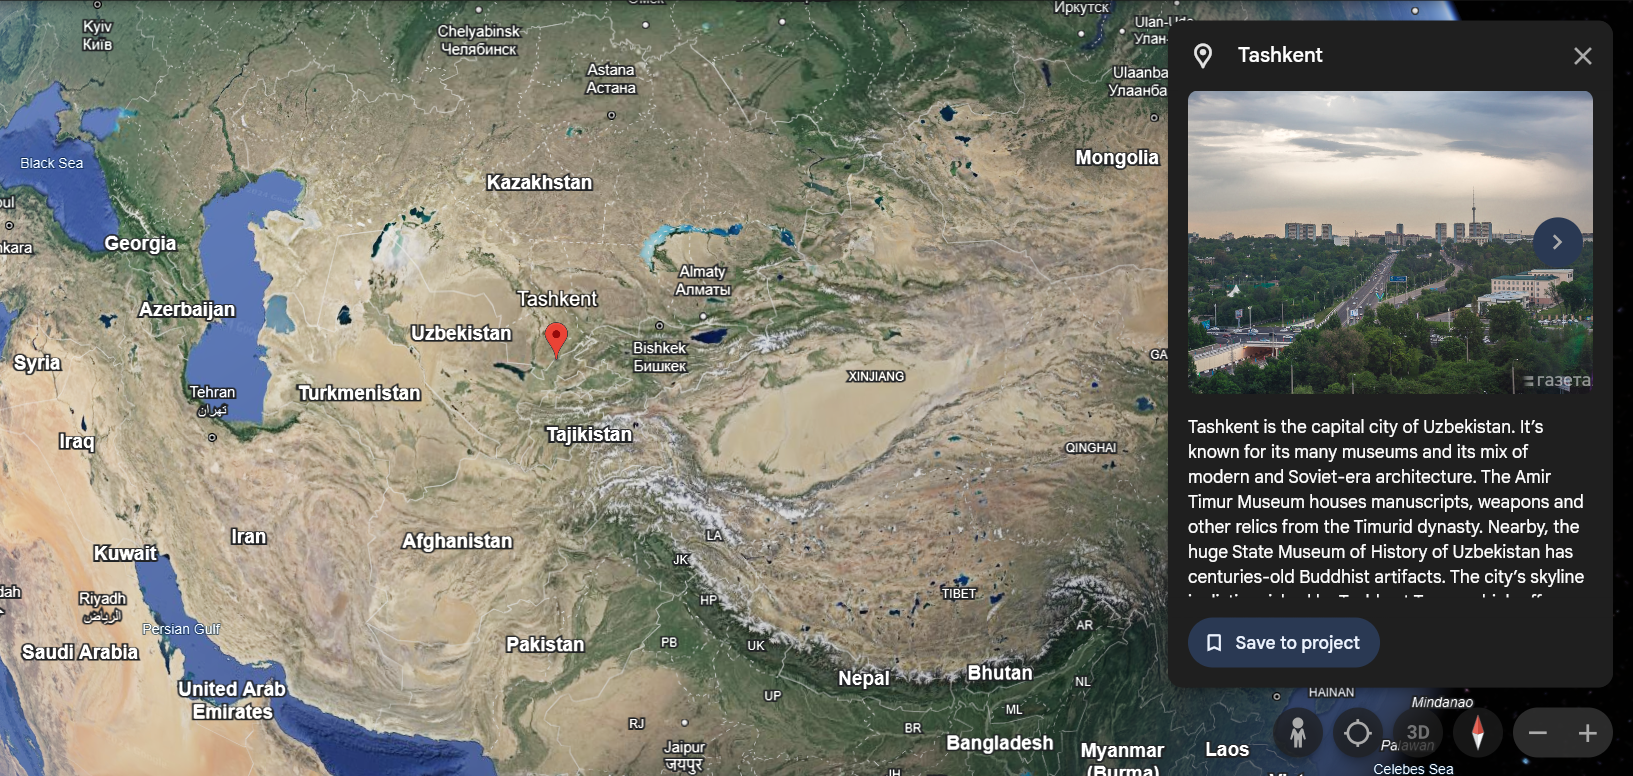 Kyiv
Київ
Chelyabinsk
Челябинск
Иркутск
Astana
Астана
Black Sea
Mongolia
Kazakhstan
Georgia
Almaty
Алматы
Tashkent
Azerbaijan
Uzbekistan
Bishkek
Бишкек
Syria
XINJIANG
Tehran
تهران
Turkmenistan
Iraq
Tajikistan
QINGHAI
Iran
Afghanistan
LA
Kuwait
JK
Riyadh
الرياض
HP
TIBET
Persian Gulf
AR
Saudi Arabia
Pakistan
PB
UK
Nepal
Bhutan
NL
United Arab
Emirates
UP
ML
RJ
BR
Jaipur
जयपुर
Bangladesh
Myanmar
(Burma)
Laos
HAINAN
Mindanao
Palawan
Celebes Sea
Tashkent
газета
Tashkent is the capital city of Uzbekistan. It’s
known for its many museums and its mix of
modern and Soviet-era architecture. The Amir
Timur Museum houses manuscripts, weapons and
other relics from the Timurid dynasty. Nearby, the
huge State Museum of History of Uzbekistan has
centuries-old Buddhist artifacts. The city’s skyline
Save to project
3D